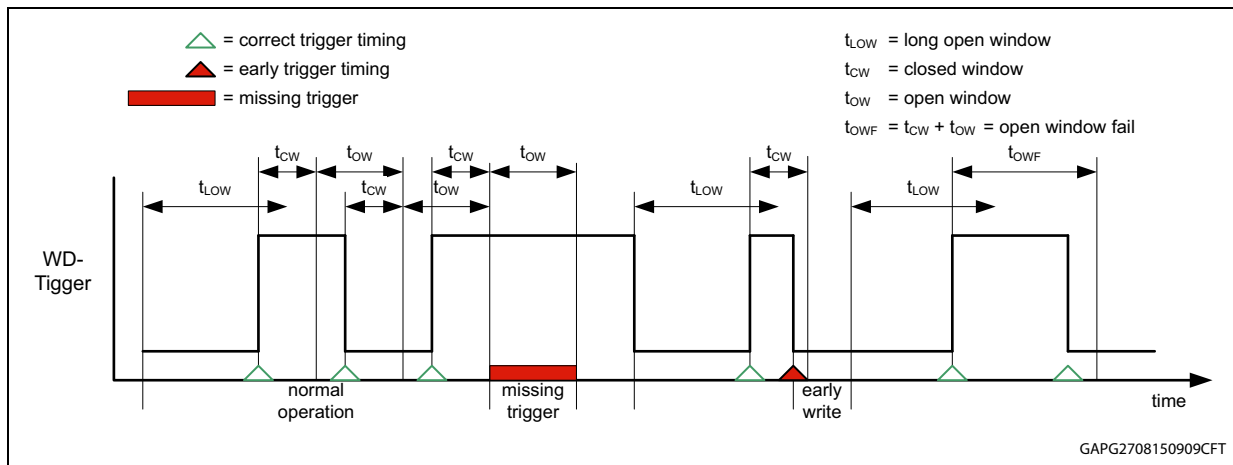 = correct trigger timing
= early trigger timing
= missing trigger
tLOW = long open window
tCW = closed window
tOW = open window
tOWF = tCW + tOW = open window fail
tCW
tOW
tCW
tOW
tCW
tOWF
tLOW
tCW
tOW
tLOW
tLOW
WD-
Tigger
normal
operation
missing
trigger
early
write
time
GAPG2708150909CFT